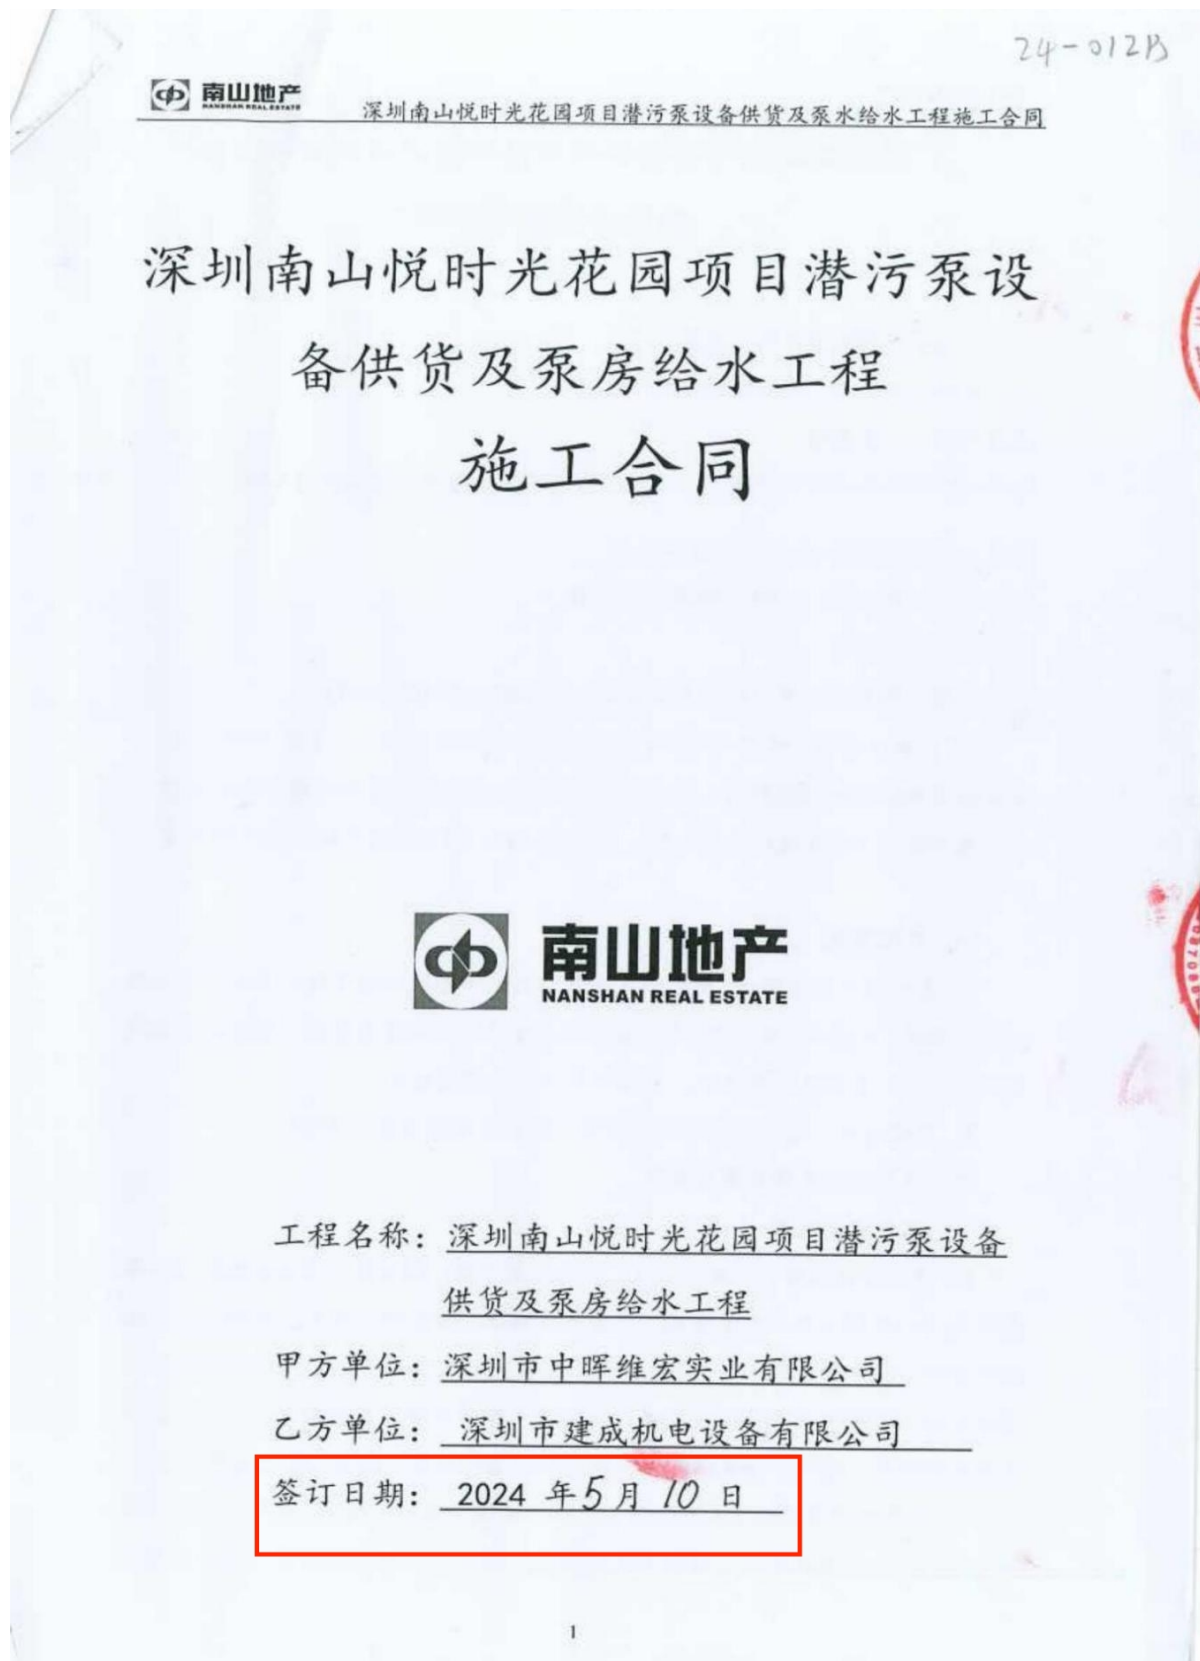 24-012B
南山地产
NANSHAN REAL ESTATE
深圳南山悦时光花园项目潜污泵设备供货及泵水给水工程施工合同
深圳南山悦时光花园项目潜污泵设
备供货及泵房给水工程
施工合同
南山地产
NANSHAN REAL ESTATE
工程名称：深圳南山悦时光花园项目潜污泵设备
供货及泵房给水工程
甲方单位：深圳市中晖维宏实业有限公司
乙方单位：深圳市建成机电设备有限公司
签订日期：2024 年5月10日
1